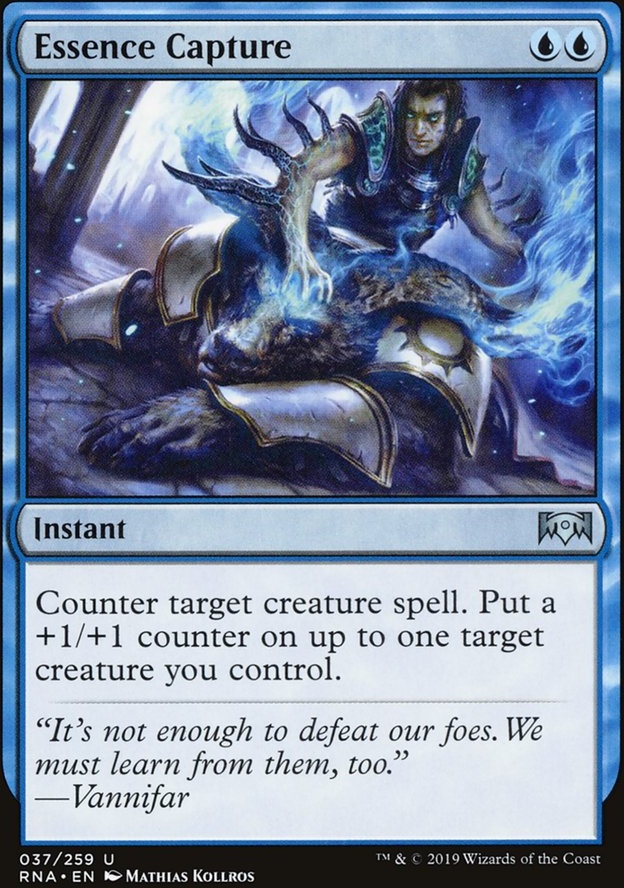 Essence Capture
Instant
Counter target creature spell. Put a
+1/+1 counter on up to one target
creature you control.
“It’s not enough to defeat our foes. We
must learn from them, too.”
—Vannifar
037/259 U
RNA • EN Mathias Kollros
™ & © 2019 Wizards of the Coast